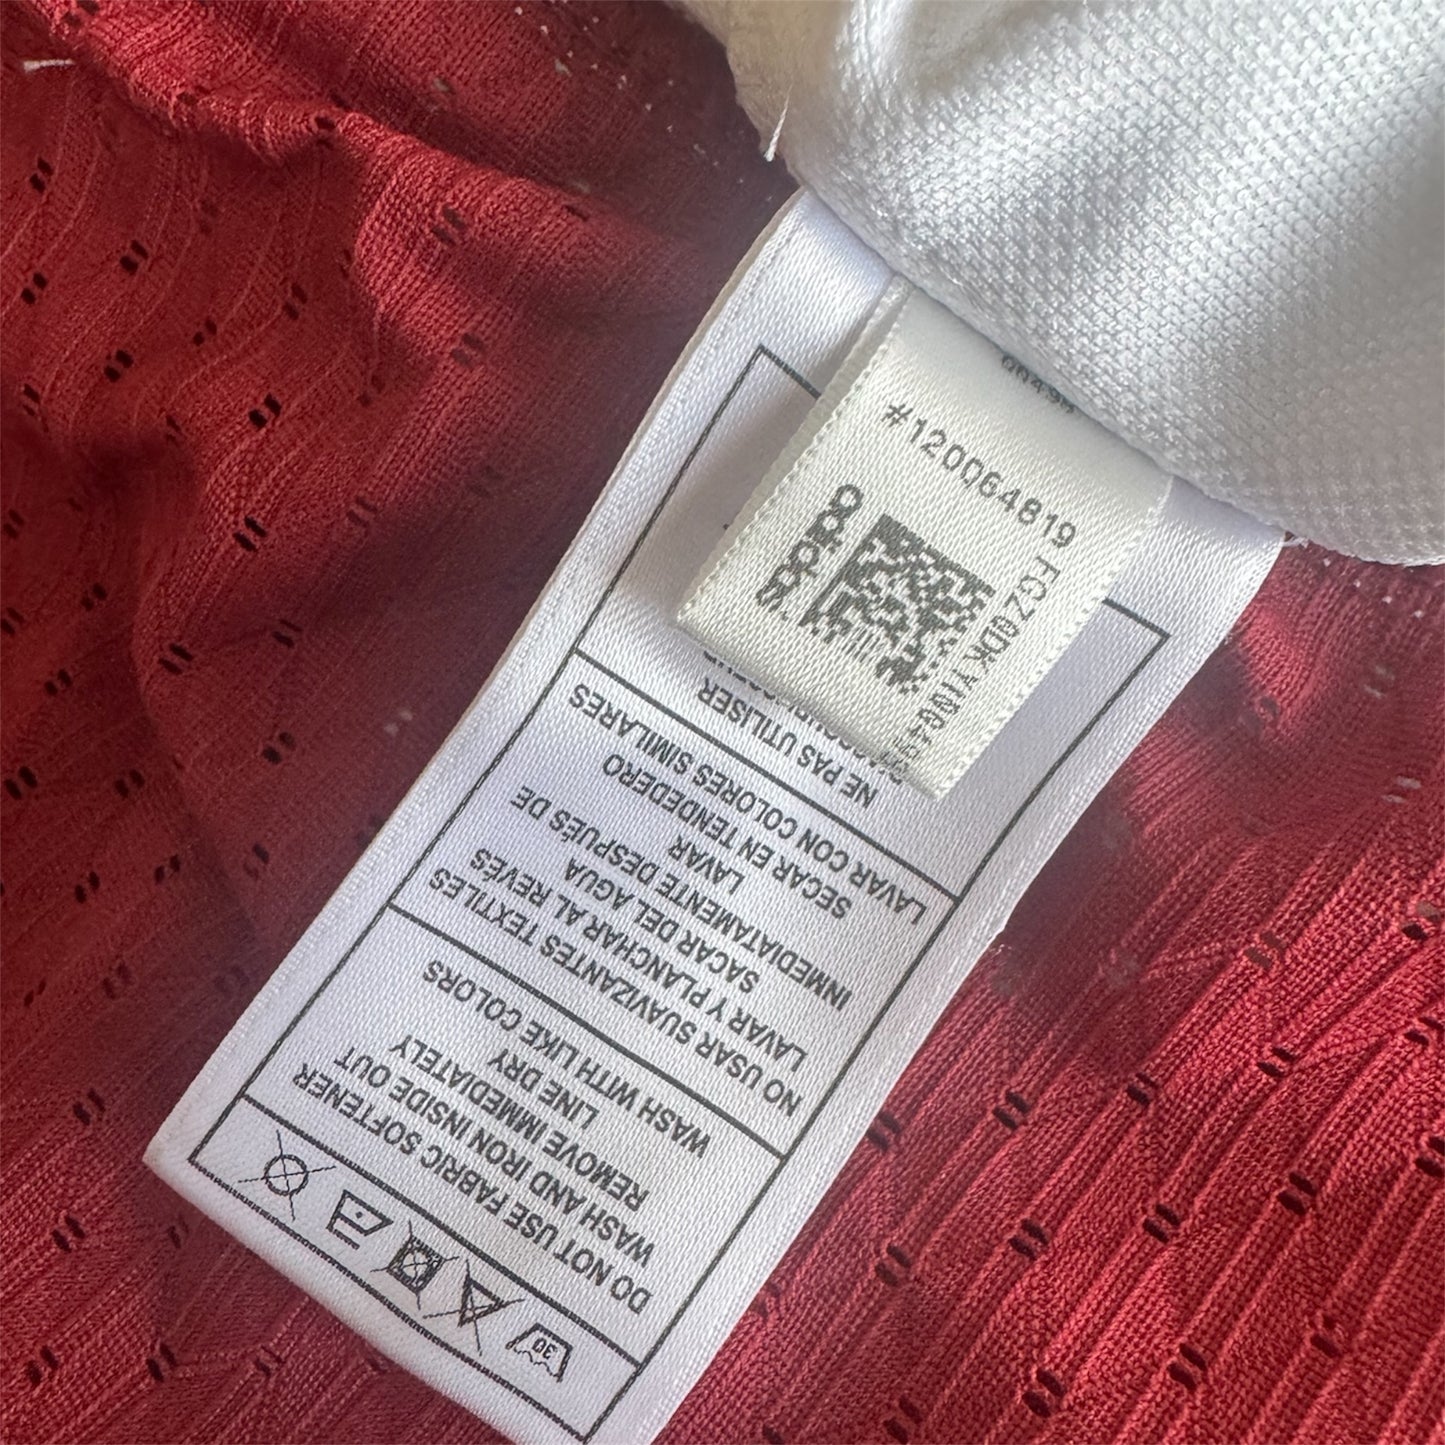 #120064819
adidas
LAVAR CON COLORES SIMILARES
SECAR EN TENDEDERO
LAVAR
INMEDIATAMENTE DESPUÉS DE
SACAR DEL AGUA
LAVAR Y PLANCHAR AL REVÉS
NO USAR SUAVIZANTES TEXTILES
WASH WITH LIKE COLORS
LINE DRY
REMOVE IMMEDIATELY
WASH AND IRON INSIDE OUT
DO NOT USE FABRIC SOFTENER
30
NE PAS UTILISER